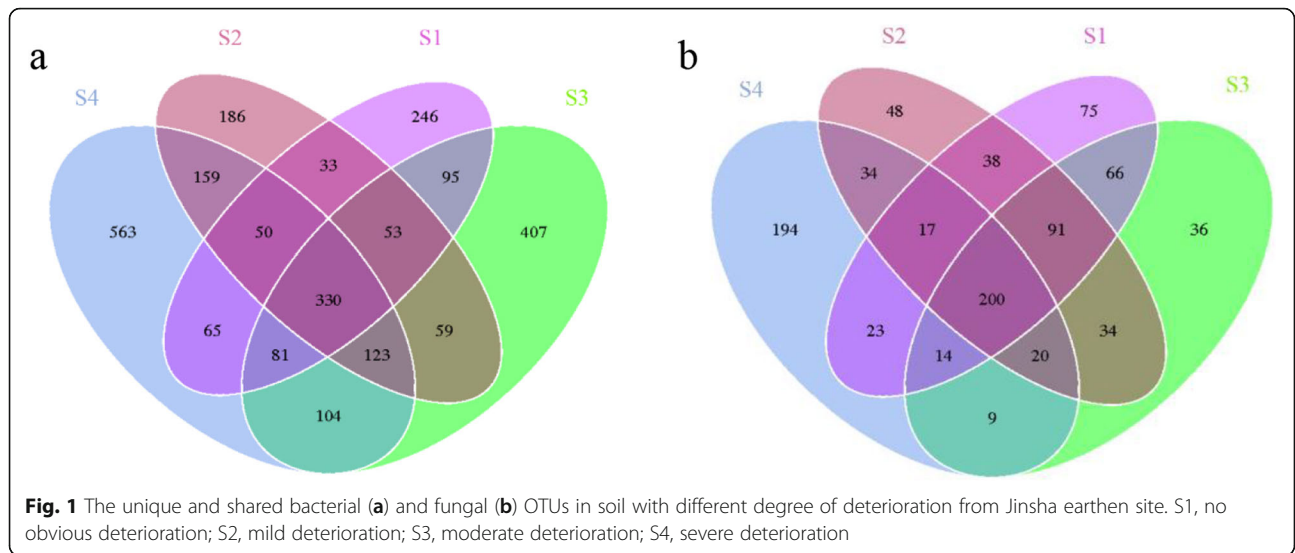 a
S2
S1
S4
S3
186
246
33
159
95
563
50
53
407
330
65
59
81
123
104
b
S2
S1
S4
S3
48
75
38
34
66
194
17
91
36
200
23
34
14
20
9
Fig. 1 The unique and shared bacterial (a) and fungal (b) OTUs in soil with different degree of deterioration from Jinsha earthen site. S1, no
obvious deterioration; S2, mild deterioration; S3, moderate deterioration; S4, severe deterioration